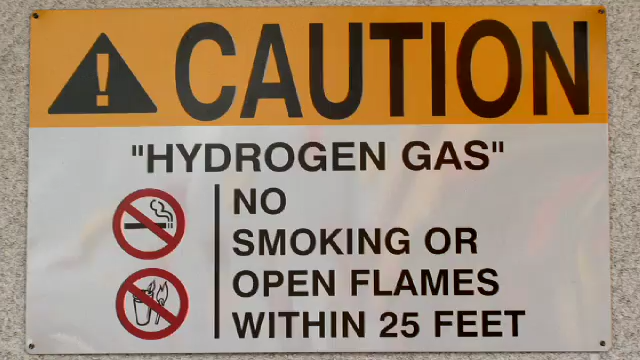 CAUTION
"HYDROGEN GAS"
NO
SMOKING OR
OPEN FLAMES
WITHIN 25 FEET